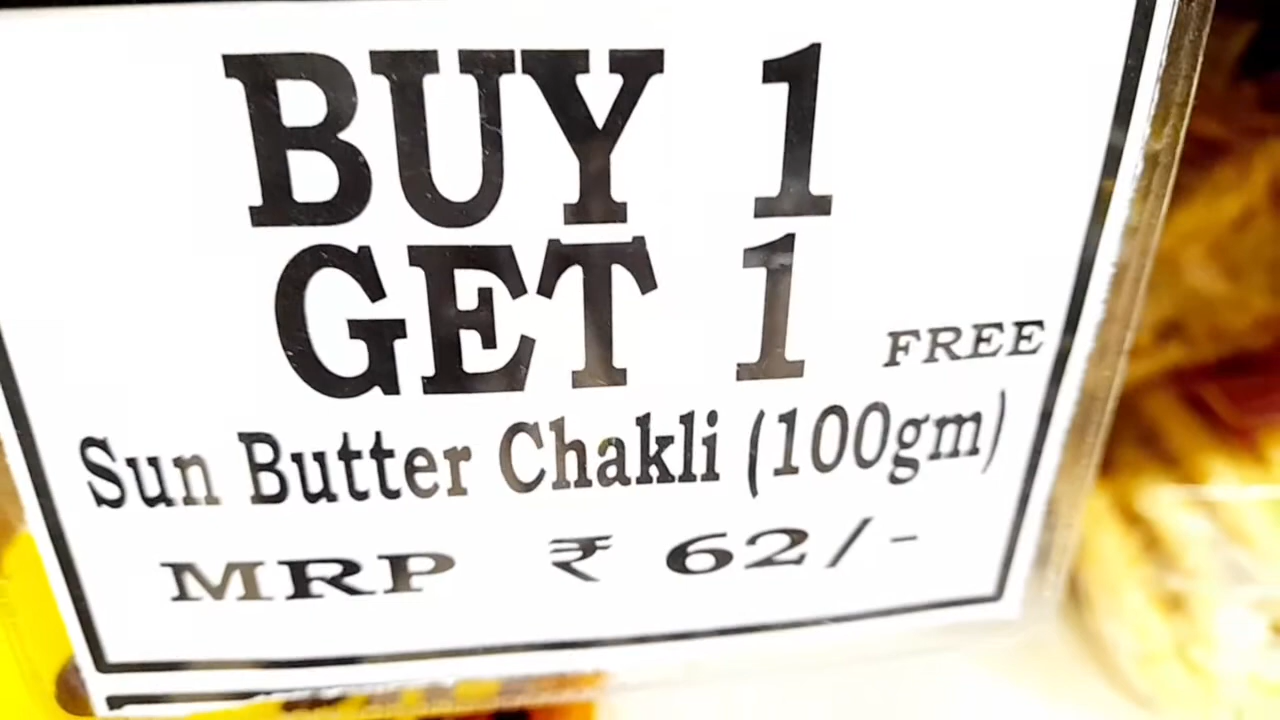 BUY 1
GET 1 FREE
Sun Butter Chakli (100gm)
MRP ₹ 62/-